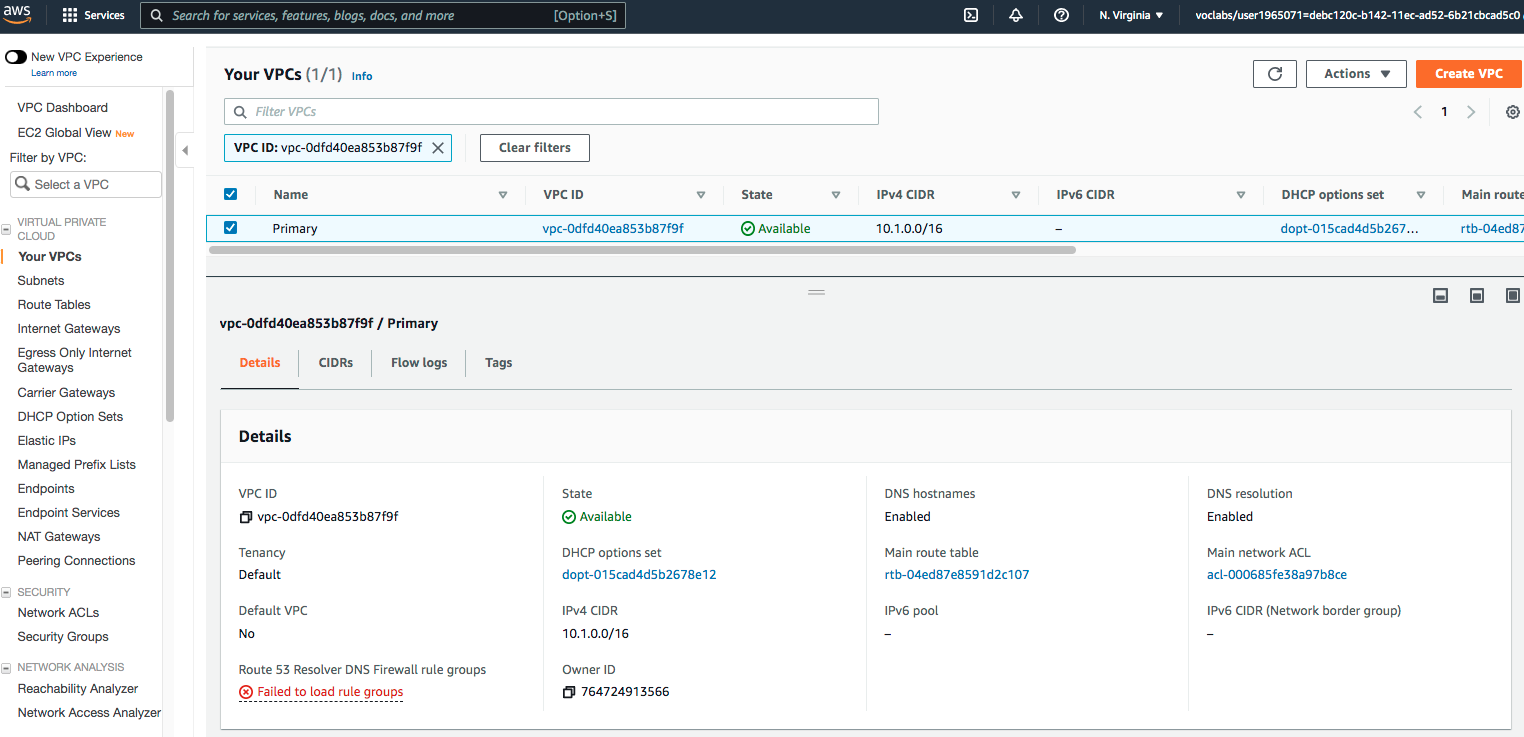 aws
Services
Search for services, features, blogs, docs, and more
[Option+S]
N. Virginia
voclabs/user1965071=debc120c-b142-11ec-ad52-6b21cbcad5c0
New VPC Experience
Learn more
VPC Dashboard
EC2 Global View New
Filter by VPC:
Select a VPC
VIRTUAL PRIVATE
CLOUD
Your VPCs
Subnets
Route Tables
Internet Gateways
Egress Only Internet
Gateways
Carrier Gateways
DHCP Option Sets
Elastic IPs
Managed Prefix Lists
Endpoints
Endpoint Services
NAT Gateways
Peering Connections
SECURITY
Network ACLs
Security Groups
NETWORK ANALYSIS
Reachability Analyzer
Network Access Analyzer
Your VPCs (1/1) Info
Actions
Create VPC
Filter VPCs
1
VPC ID: vpc-0dfd40ea853b87f9f
Clear filters
Name VPC ID State IPv4 CIDR IPv6 CIDR DHCP options set Main route
Primary vpc-0dfd40ea853b87f9f Available 10.1.0.0/16 – dopt-015cad4d5b267... rtb-04ed87
vpc-0dfd40ea853b87f9f / Primary
Details CIDRs Flow logs Tags
Details
VPC ID
vpc-0dfd40ea853b87f9f
State
Available
DNS hostnames
Enabled
DNS resolution
Enabled
Tenancy
Default
DHCP options set
dopt-015cad4d5b2678e12
Main route table
rtb-04ed87e8591d2c107
Main network ACL
acl-000685fe38a97b8ce
Default VPC
No
IPv4 CIDR
10.1.0.0/16
IPv6 pool
–
IPv6 CIDR (Network border group)
–
Route 53 Resolver DNS Firewall rule groups
Failed to load rule groups
Owner ID
764724913566